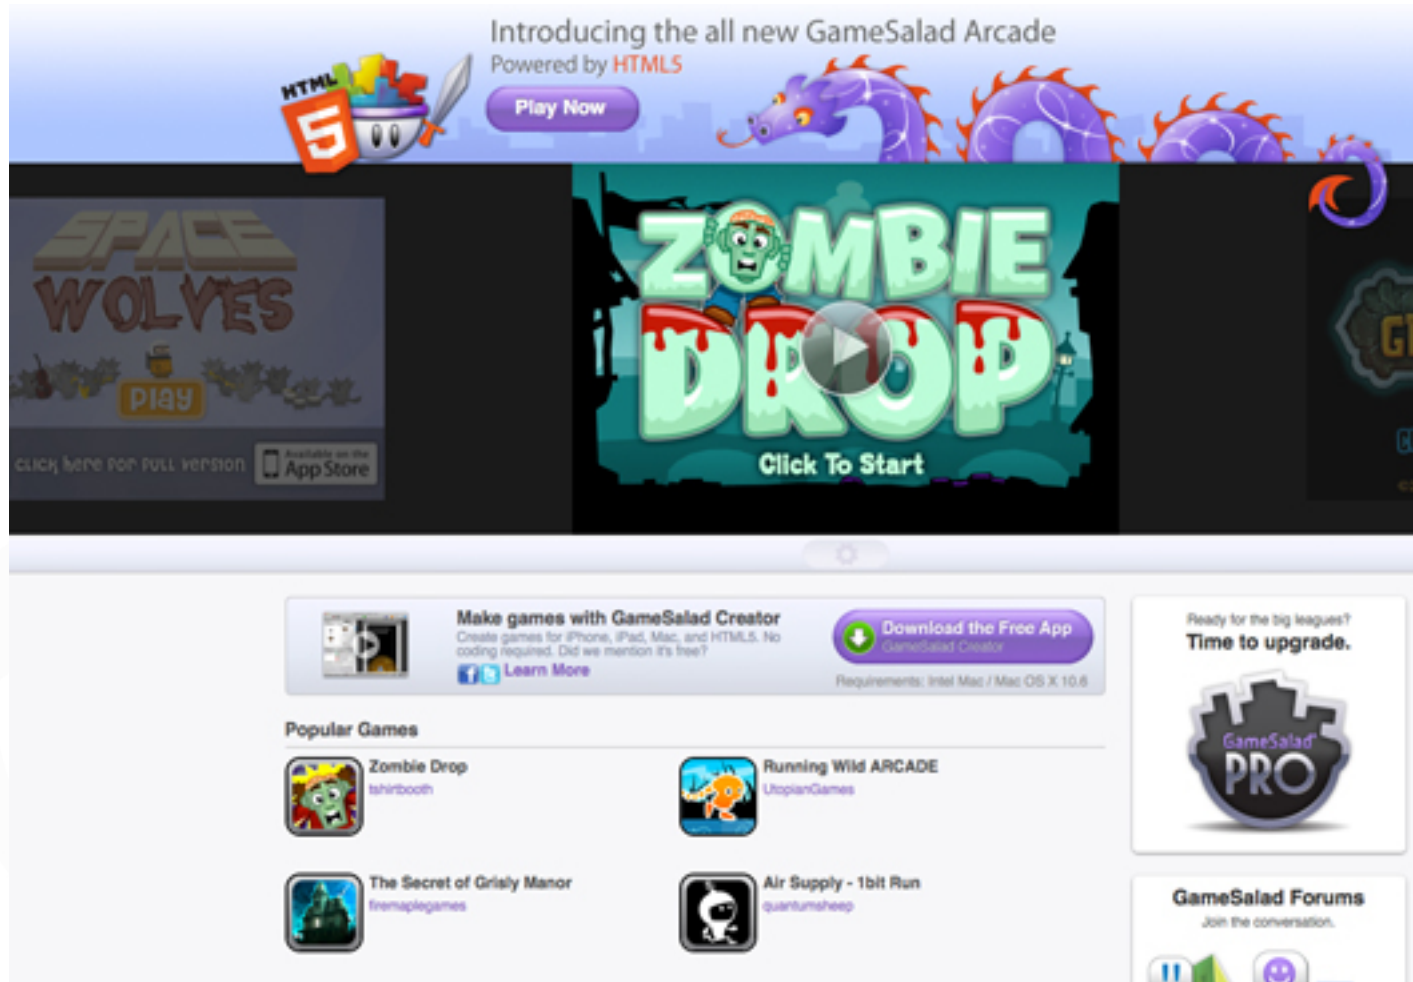 Introducing the all new GameSalad Arcade
Powered by HTML5
HTML
5
Play Now
SPACE
WOLVES
PLAY
CLICK HERE FOR FULL VERSION
Available on the
App Store
ZOMBIE
DROP
Click To Start
Make games with GameSalad Creator
Create games for iPhone, iPad, Mac, and HTML5. No
coding required. Did we mention it's free?
Learn More
Download the Free App
GameSalad Creator
Requirements: Intel Mac / Mac OS X 10.6
Ready for the big leagues?
Time to upgrade.
GameSalad
PRO
Popular Games
Zombie Drop
tshirtbooth
Running Wild ARCADE
UtopianGames
The Secret of Grisly Manor
firemaplegames
Air Supply - 1bit Run
quantumsheep
GameSalad Forums
Join the conversation.